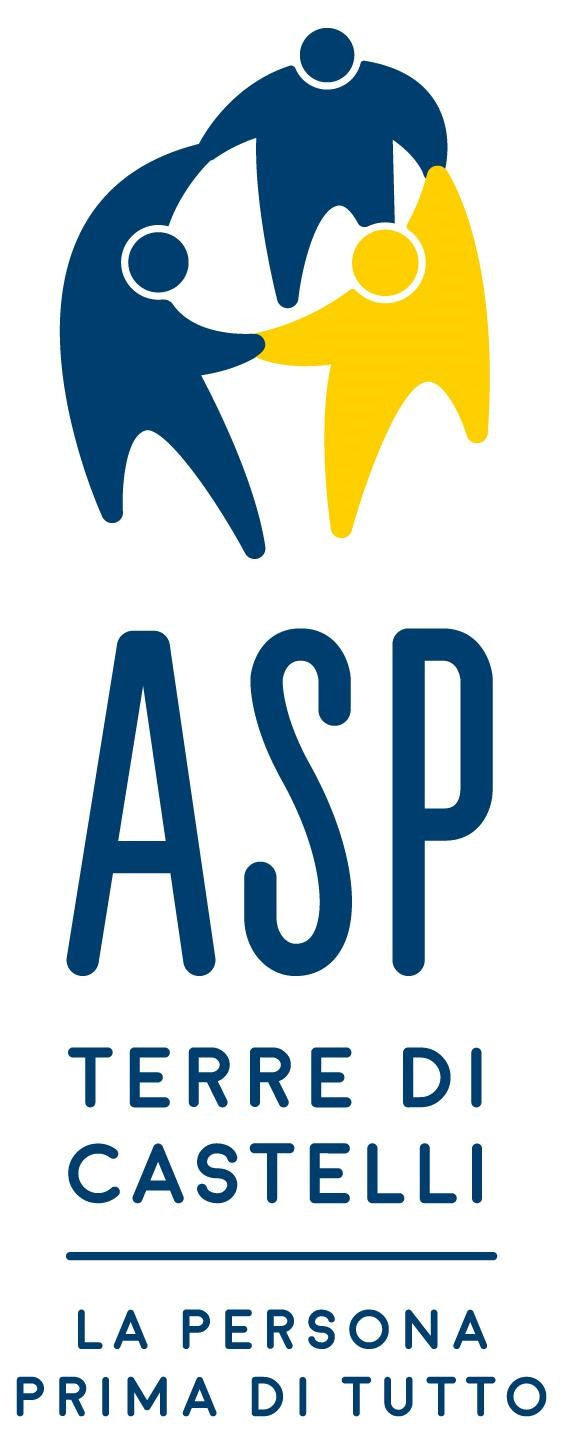 ASP
TERRE DI
CASTELLI
LA PERSONA
PRIMA DI TUTTO